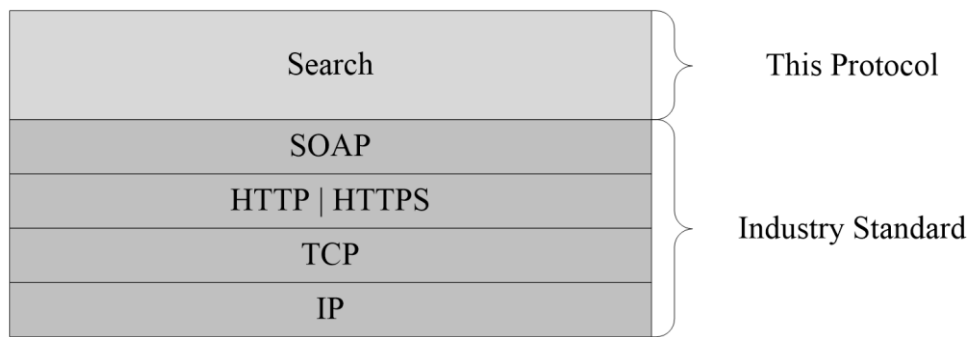 Search
This Protocol
SOAP
HTTP | HTTPS
Industry Standard
TCP
IP